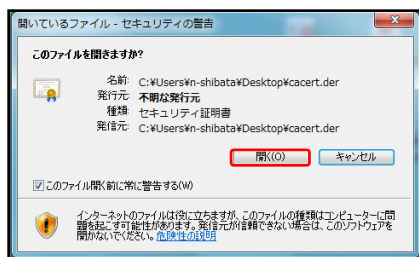 開いているファイル - セキュリティの警告
このファイルを開きますか?
名前: C:¥Users¥n-shibata¥Desktop¥cacert.der
発行元: 不明な発行元
種類: セキュリティ証明書
発信元: C:¥Users¥n-shibata¥Desktop¥cacert.der
開く(O) キャンセル
このファイル開く前に常に警告する(W)
インターネットのファイルは役に立ちますが、このファイルの種類はコンピューターに問
題を起こす可能性があります。発信元が信頼できない場合は、このソフトウェアを
開かないでください。危険性の説明